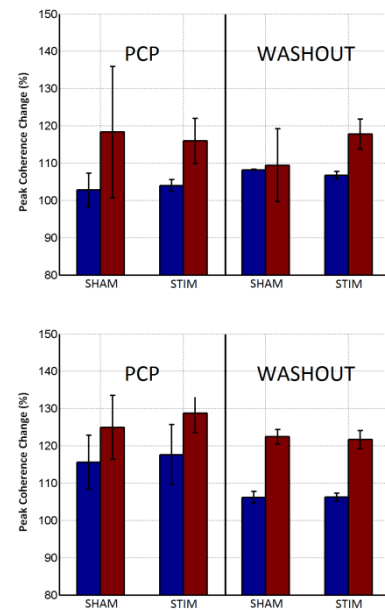 150
140
130
120
110
100
90
80
Peak Coherence Change (%)
PCP WASHOUT
SHAM STIM SHAM STIM
150
140
130
120
110
100
90
80
Peak Coherence Change (%)
PCP WASHOUT
SHAM STIM SHAM STIM